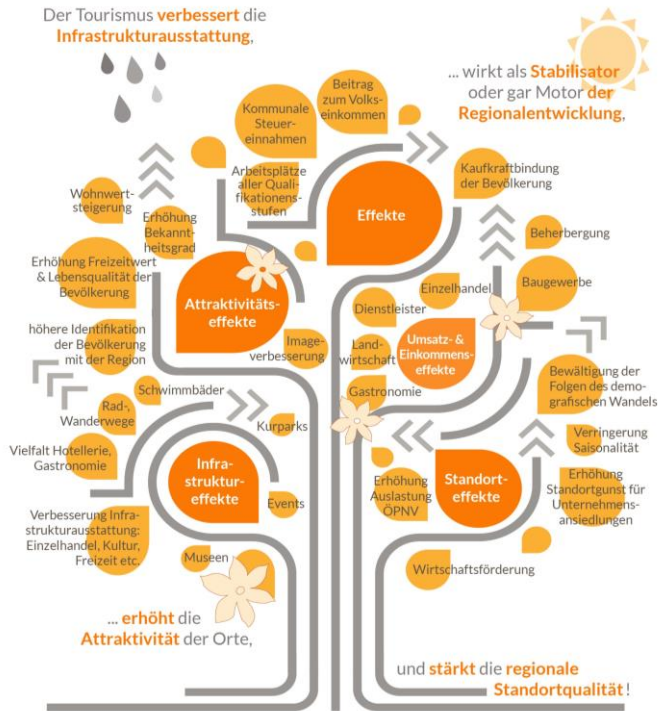 Der Tourismus verbessert die
Infrastrukturausstattung,
... wirkt als Stabilisator
oder gar Motor der
Regionalentwicklung,
Beitrag
zum Volks-
einkommen
Kommunale
Steuer-
einnahmen
Arbeitsplätze
aller Quali-
fikationens-
stufen
Effekte
Kaufkraftbindung
der Bevölkerung
Wohnwert-
steigerung
Erhöhung
Bekannt-
heitsgrad
Erhöhung Freizeitwert
& Lebensqualität der
Bevölkerung
Attraktivitäts-
effekte
höhere Identifikation
der Bevölkerung
mit der Region
Image-
verbesserung
Beherbergung
Einzelhandel
Baugewerbe
Dienstleister
Umsatz- &
Einkommens-
effekte
Land-
wirtschaft
Gastronomie
Bewältigung der
Folgen des demo-
grafischen Wandels
Schwimmbäder
Rad-,
Wanderwege
Kurparks
Vielfalt Hotellerie,
Gastronomie
Infra-
struktur-
effekte
Events
Verbesserung Infra-
strukturausstattung:
Einzelhandel, Kultur,
Freizeit etc.
Museen
Verringerung
Saisonalität
Erhöhung
Auslastung
ÖPNV
Standort-
effekte
Erhöhung
Standortgunst für
Unternehmens-
ansiedlungen
Wirtschaftsförderung
... erhöht die
Attraktivität der Orte,
und stärkt die regionale
Standortqualität!